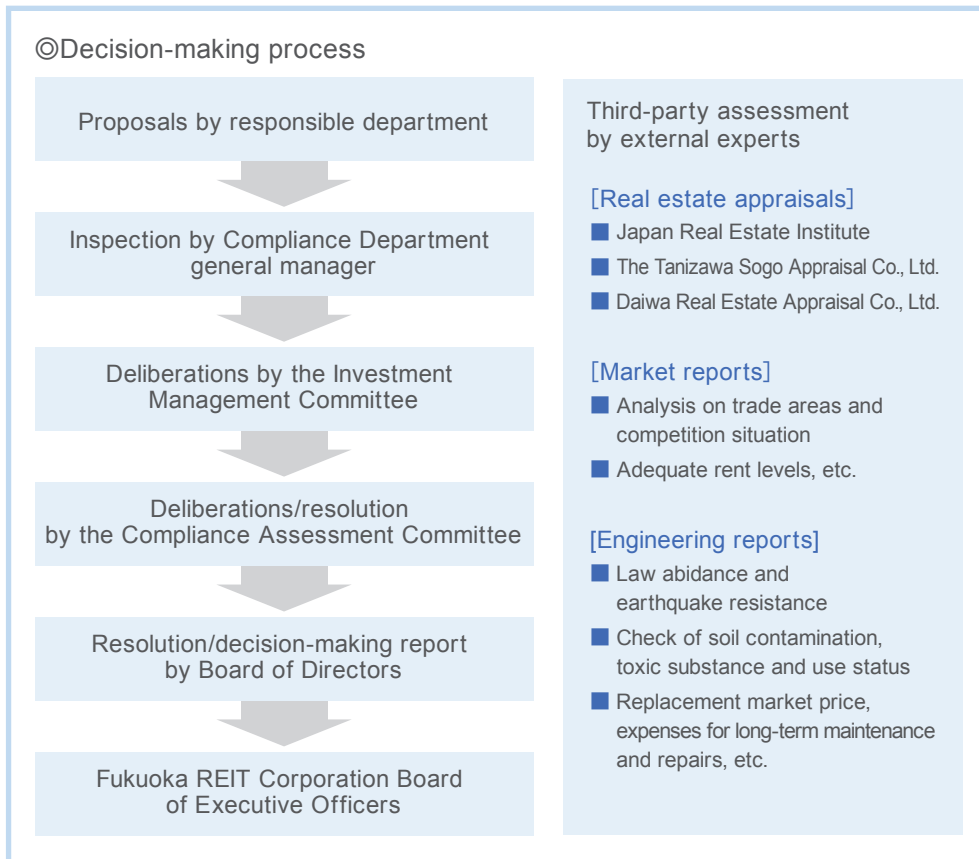 ◎Decision-making process
Proposals by responsible department
Inspection by Compliance Department
general manager
Deliberations by the Investment
Management Committee
Deliberations/resolution
by the Compliance Assessment Committee
Resolution/decision-making report
by Board of Directors
Fukuoka REIT Corporation Board
of Executive Officers
Third-party assessment
by external experts
[Real estate appraisals]
■ Japan Real Estate Institute
■ The Tanizawa Sogo Appraisal Co., Ltd.
■ Daiwa Real Estate Appraisal Co., Ltd.
[Market reports]
■ Analysis on trade areas and
competition situation
■ Adequate rent levels, etc.
[Engineering reports]
■ Law abidance and
earthquake resistance
■ Check of soil contamination,
toxic substance and use status
■ Replacement market price,
expenses for long-term maintenance
and repairs, etc.